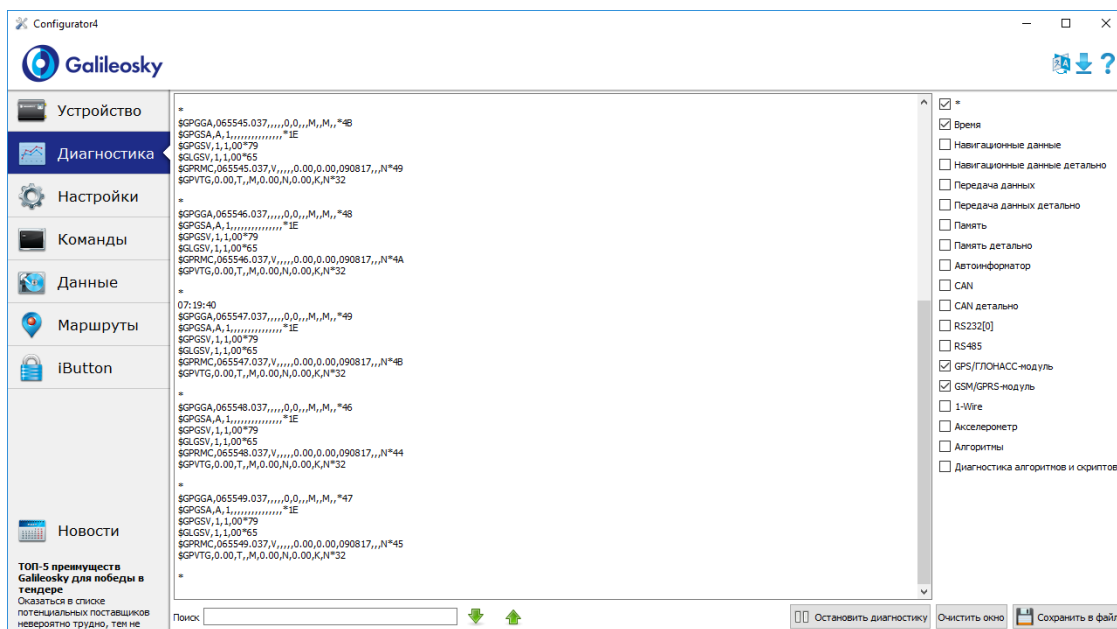 Configurator4
Galileosky
Устройство
Диагностика
Настройки
Команды
Данные
Маршруты
iButton
Новости
ТОП-5 преимуществ
Galileosky для победы в
тендере
Оказаться в списке
потенциальных поставщиков
невероятно трудно, тем не
*
$GPGGA,065545.037,,,,,0,0,,,M,,M,,*4B
$GPGSA,A,1,,,,,,,,,,,,,,,*1E
$GPGSV,1,1,00*79
$GLGSV,1,1,00*65
$GPRMC,065545.037,V,,,,,0.00,0.00,090817,,,N*49
$GPVTG,0.00,T,,M,0.00,N,0.00,K,N*32
*
$GPGGA,065546.037,,,,,0,0,,,M,,M,,*48
$GPGSA,A,1,,,,,,,,,,,,,,,*1E
$GPGSV,1,1,00*79
$GLGSV,1,1,00*65
$GPRMC,065546.037,V,,,,,0.00,0.00,090817,,,N*4A
$GPVTG,0.00,T,,M,0.00,N,0.00,K,N*32
*
07:19:40
$GPGGA,065547.037,,,,,0,0,,,M,,M,,*49
$GPGSA,A,1,,,,,,,,,,,,,,,*1E
$GPGSV,1,1,00*79
$GLGSV,1,1,00*65
$GPRMC,065547.037,V,,,,,0.00,0.00,090817,,,N*4B
$GPVTG,0.00,T,,M,0.00,N,0.00,K,N*32
*
$GPGGA,065548.037,,,,,0,0,,,M,,M,,*46
$GPGSA,A,1,,,,,,,,,,,,,,,*1E
$GPGSV,1,1,00*79
$GLGSV,1,1,00*65
$GPRMC,065548.037,V,,,,,0.00,0.00,090817,,,N*44
$GPVTG,0.00,T,,M,0.00,N,0.00,K,N*32
*
$GPGGA,065549.037,,,,,0,0,,,M,,M,,*47
$GPGSA,A,1,,,,,,,,,,,,,,,*1E
$GPGSV,1,1,00*79
$GLGSV,1,1,00*65
$GPRMC,065549.037,V,,,,,0.00,0.00,090817,,,N*45
$GPVTG,0.00,T,,M,0.00,N,0.00,K,N*32
*
*
Время
Навигационные данные
Навигационные данные детально
Передача данных
Передача данных детально
Память
Память детально
Автоинформатор
CAN
CAN детально
RS232[0]
RS485
GPS/ГЛОНАСС-модуль
GSM/GPRS-модуль
1-Wire
Акселерометр
Алгоритмы
Диагностика алгоритмов и скриптов
Поиск
Остановить диагностику
Очистить окно
Сохранить в файл